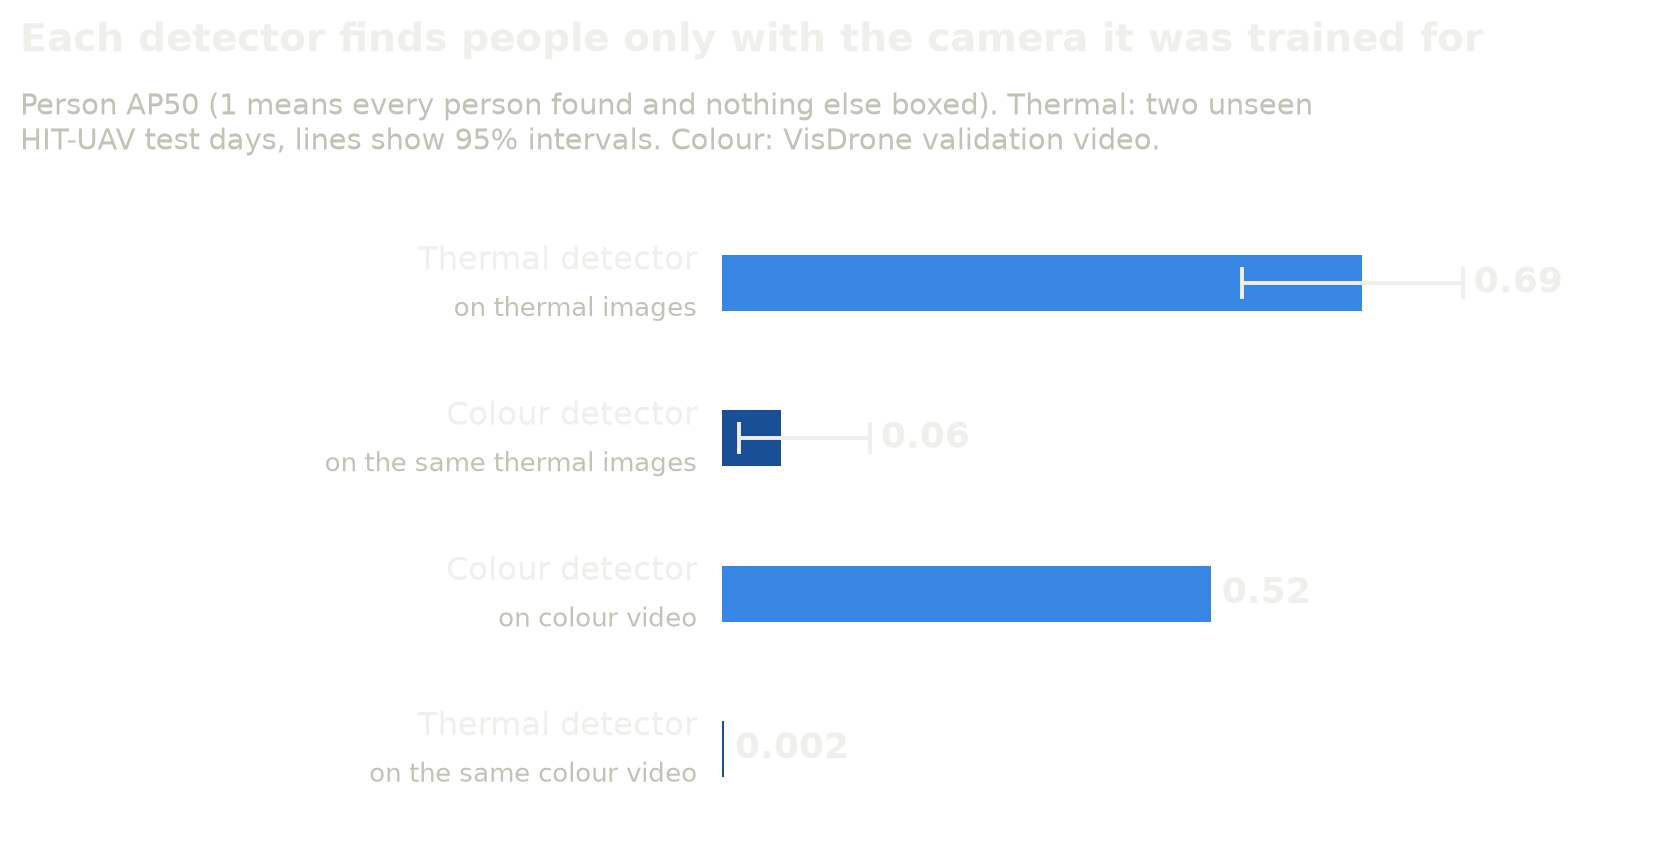 Each detector finds people only with the camera it was trained for
Person AP50 (1 means every person found and nothing else boxed). Thermal: two unseen
HIT-UAV test days, lines show 95% intervals. Colour: VisDrone validation video.
Thermal detector
on thermal images
0.69
Colour detector
on the same thermal images
0.06
Colour detector
on colour video
0.52
Thermal detector
on the same colour video
0.002